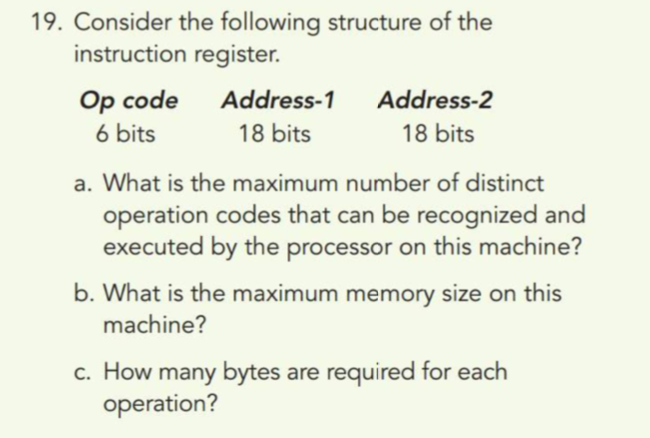 19. Consider the following structure of the
instruction register.
Op code Address-1 Address-2
6 bits 18 bits 18 bits
a. What is the maximum number of distinct
operation codes that can be recognized and
executed by the processor on this machine?
b. What is the maximum memory size on this
machine?
c. How many bytes are required for each
operation?